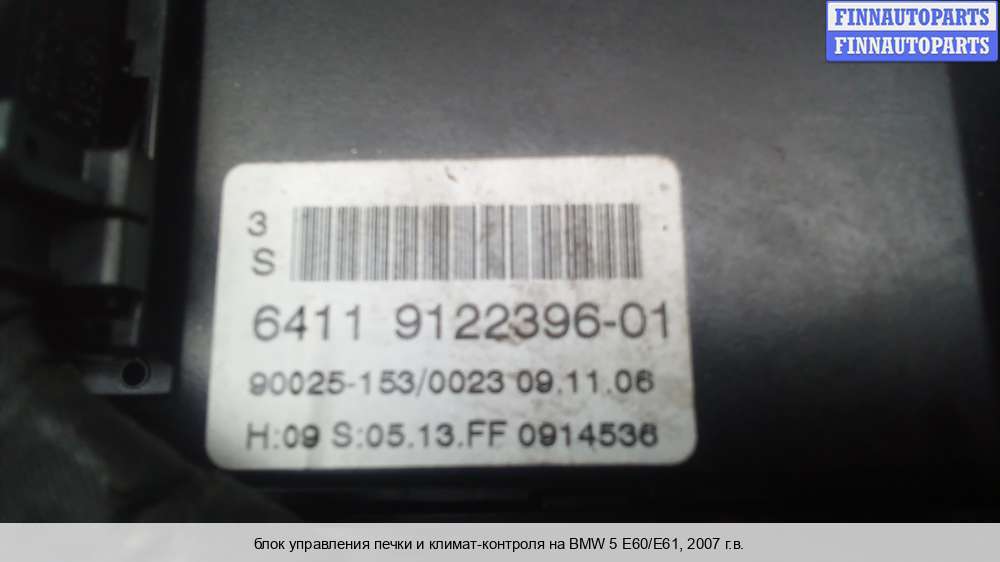 FINNAUTOPARTS
FINNAUTOPARTS
3
S
6411 9122396-01
90025-153/0023 09.11.06
H:09 S:05.13.FF 0914536
блок управления печки и климат-контроля на BMW 5 E60/E61, 2007 г.в.